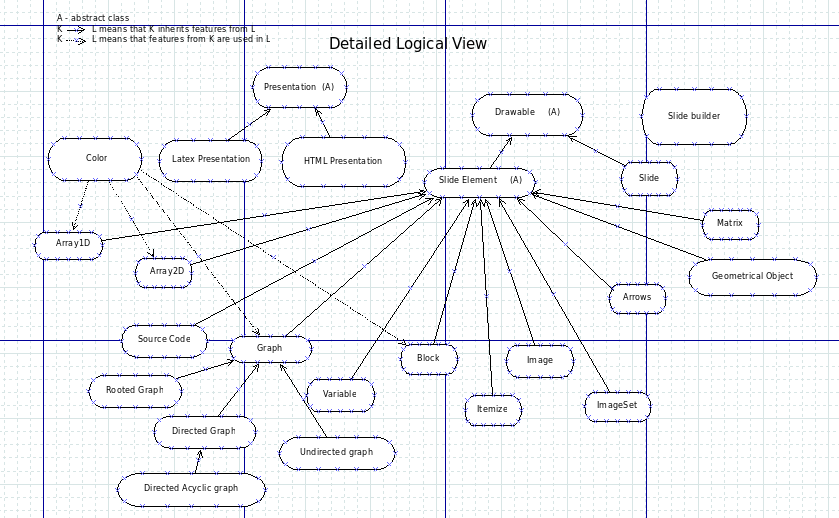 A - abstract class
K L means that K inherits features from L
K L means that features from K are used in L
Detailed Logical View
Presentation (A)
Drawable (A)
Slide builder
Color
Latex Presentation
HTML Presentation
Slide Element (A)
Slide
Matrix
Array1D
Array2D
Geometrical Object
Arrows
Source Code
Graph
Block
Image
Rooted Graph
Variable
Itemize
ImageSet
Directed Graph
Undirected graph
Directed Acyclic graph